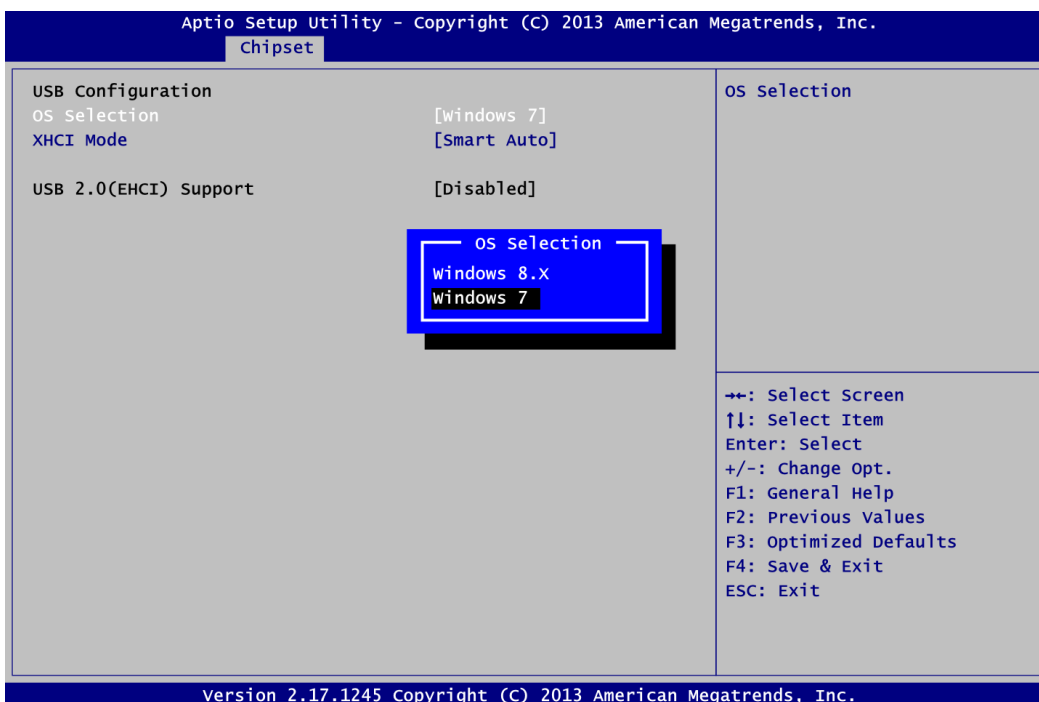 Aptio Setup Utility - Copyright (C) 2013 American Megatrends, Inc.
Chipset
USB Configuration
OS Selection [Windows 7]
XHCI Mode [Smart Auto]
USB 2.0(EHCI) Support [Disabled]
OS Selection
Windows 8.X
Windows 7
OS Selection
→←: Select Screen
↑↓: Select Item
Enter: Select
+/-: Change Opt.
F1: General Help
F2: Previous Values
F3: Optimized Defaults
F4: Save & Exit
ESC: Exit
Version 2.17.1245 Copyright (C) 2013 American Megatrends, Inc.